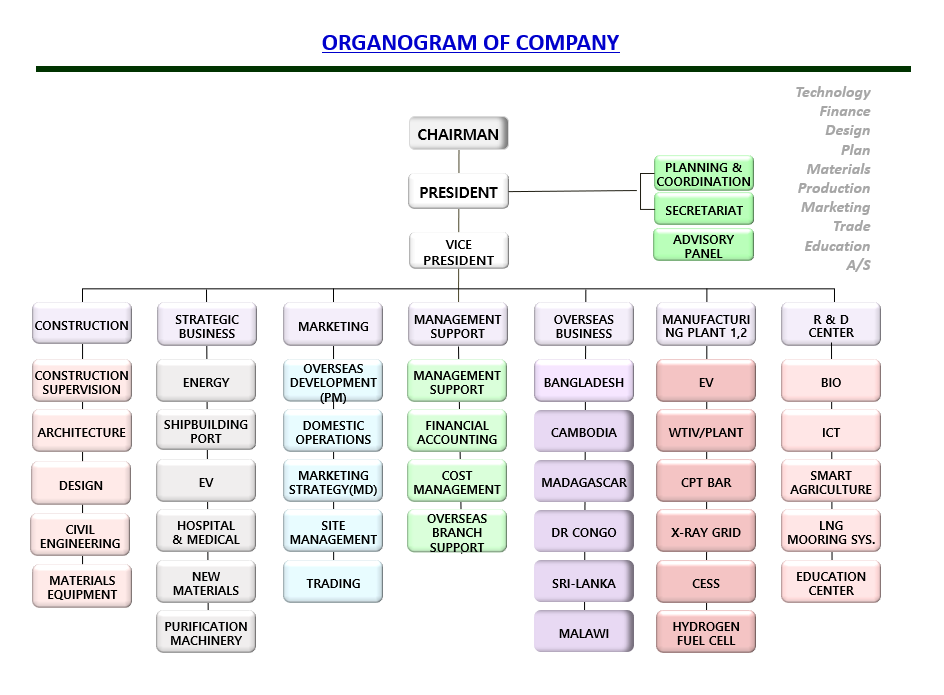 ORGANOGRAM OF COMPANY
Technology
Finance
Design
Plan
Materials
Production
Marketing
Trade
Education
A/S
CHAIRMAN
PRESIDENT
PLANNING &
COORDINATION
SECRETARIAT
ADVISORY
PANEL
VICE
PRESIDENT
CONSTRUCTION
CONSTRUCTION
SUPERVISION
ARCHITECTURE
DESIGN
CIVIL
ENGINEERING
MATERIALS
EQUIPMENT
STRATEGIC
BUSINESS
ENERGY
SHIPBUILDING
PORT
EV
HOSPITAL
& MEDICAL
NEW
MATERIALS
PURIFICATION
MACHINERY
MARKETING
OVERSEAS
DEVELOPMENT
(PM)
DOMESTIC
OPERATIONS
MARKETING
STRATEGY(MD)
SITE
MANAGEMENT
TRADING
MANAGEMENT
SUPPORT
MANAGEMENT
SUPPORT
FINANCIAL
ACCOUNTING
COST
MANAGEMENT
OVERSEAS
BRANCH
SUPPORT
OVERSEAS
BUSINESS
BANGLADESH
CAMBODIA
MADAGASCAR
DR CONGO
SRI-LANKA
MALAWI
MANUFACTURI
NG PLANT 1,2
EV
WTIV/PLANT
CPT BAR
X-RAY GRID
CESS
HYDROGEN
FUEL CELL
R & D
CENTER
BIO
ICT
SMART
AGRICULTURE
LNG
MOORING SYS.
EDUCATION
CENTER